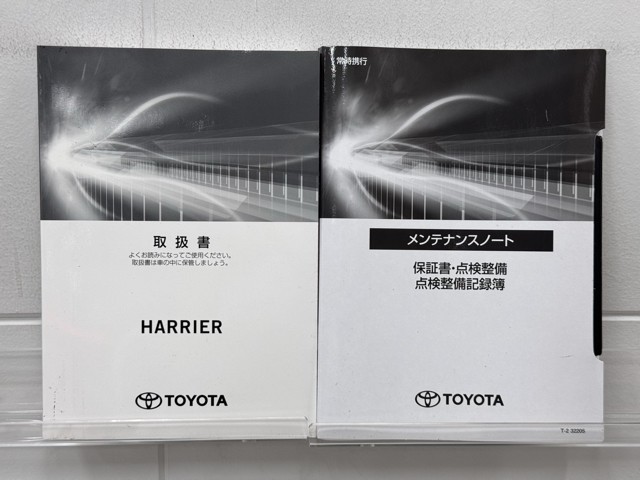 取扱書
よくお読みになってご使用ください。
取扱書は車の中に保管しましょう。
HARRIER
TOYOTA
常時携行
メンテナンスノート
保証書・点検整備
点検整備記録簿
TOYOTA